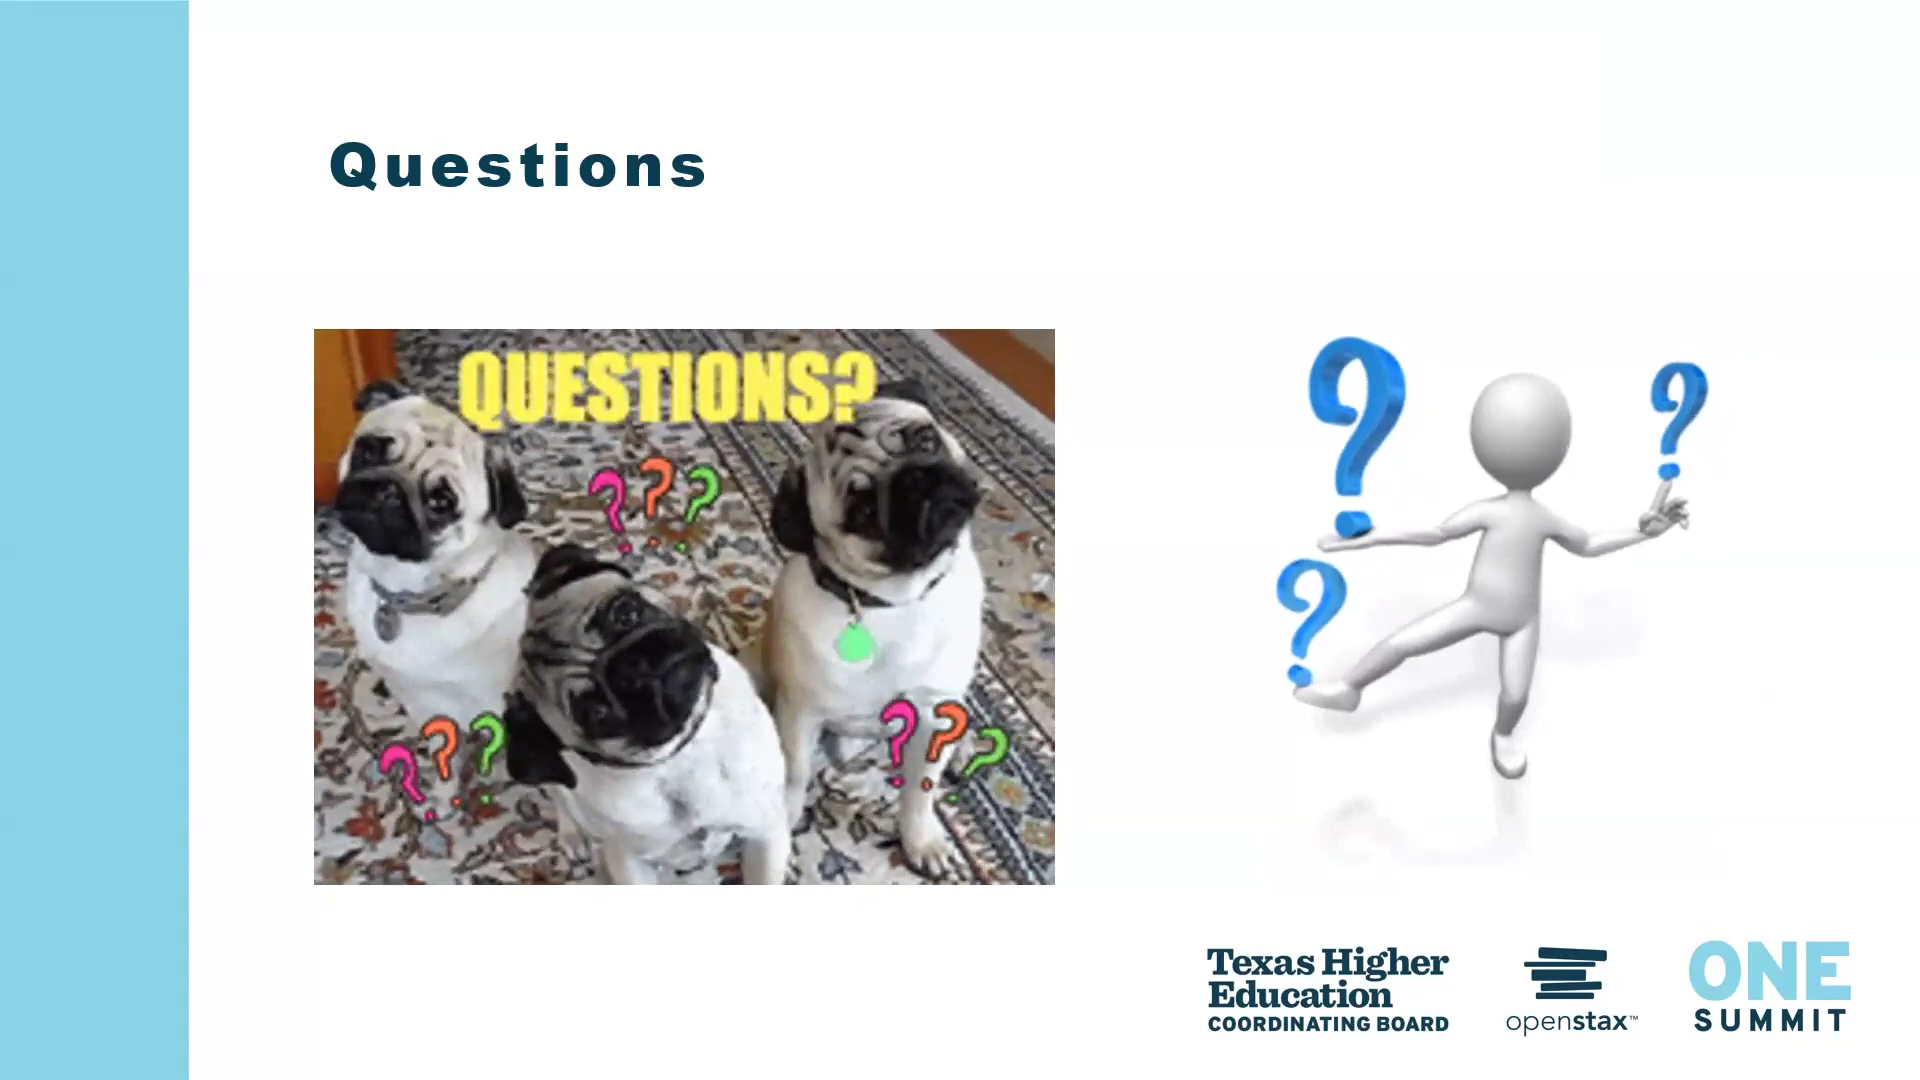 Questions
QUESTIONS?
? ? ?
? ? ?
? ? ?
? ?
?
Texas Higher
Education
COORDINATING BOARD
openstax™
ONE
SUMMIT